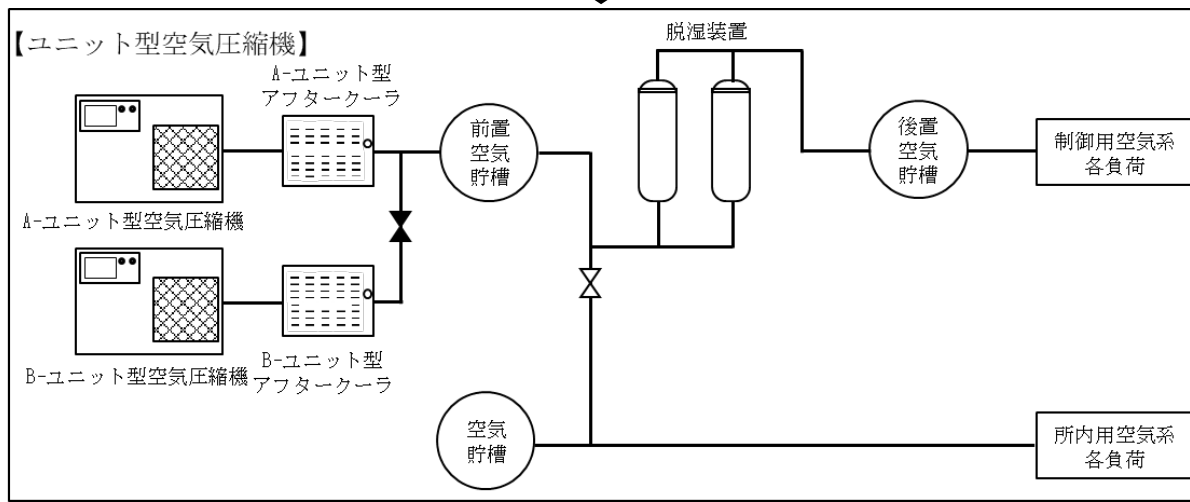 【ユニット型空気圧縮機】
A-ユニット型
アフタークーラ
脱湿装置
前置
空気
貯槽
後置
空気
貯槽
制御用空気系
各負荷
A-ユニット型空気圧縮機
B-ユニット型空気圧縮機
B-ユニット型
アフタークーラ
空気
貯槽
所内用空気系
各負荷